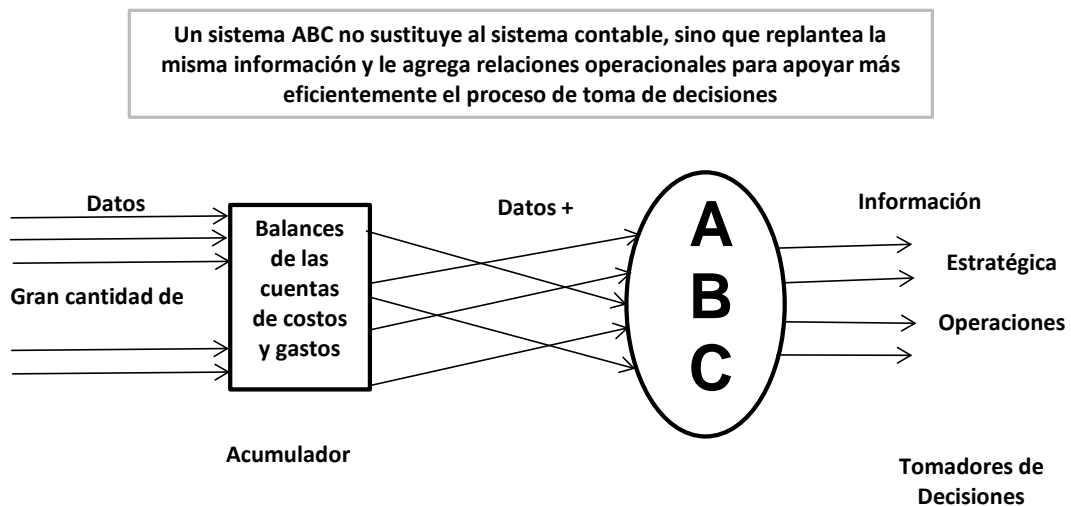 Un sistema ABC no sustituye al sistema contable, sino que replantea la
misma información y le agrega relaciones operacionales para apoyar más
eficientemente el proceso de toma de decisiones
Datos
Gran cantidad de
Balances
de las
cuentas
de costos
y gastos
Acumulador
Datos +
A
B
C
Información
Estratégica
Operaciones
Tomadores de
Decisiones